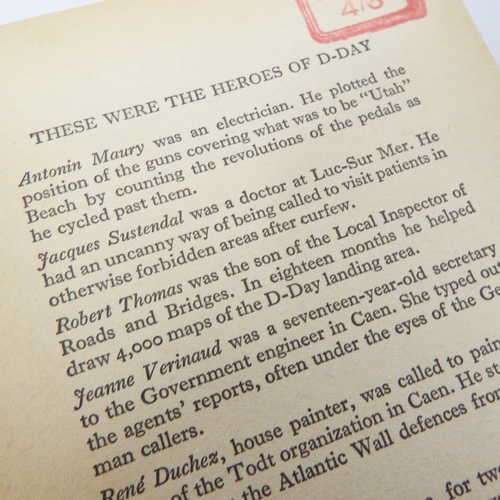 4/6
THESE WERE THE HEROES OF D-DAY
Antonin Maury was an electrician. He plotted the
position of the guns covering what was to be "Utah"
Beach by counting the revolutions of the pedals as
he cycled past them.
Jacques Sustendal was a doctor at Luc-Sur Mer. He
had an uncanny way of being called to visit patients in
otherwise forbidden areas after curfew.
Robert Thomas was the son of the Local Inspector of
Roads and Bridges. In eighteen months he helped
draw 4,000 maps of the D-Day landing area.
Jeanne Verinaud was a seventeen-year-old secretary
to the Government engineer in Caen. She typed out
the agents' reports, often under the eyes of the Ge
man callers.
René Duchez, house painter, was called to pain
of the Todt organization in Caen. He st
the Atlantic Wall defences from
for two